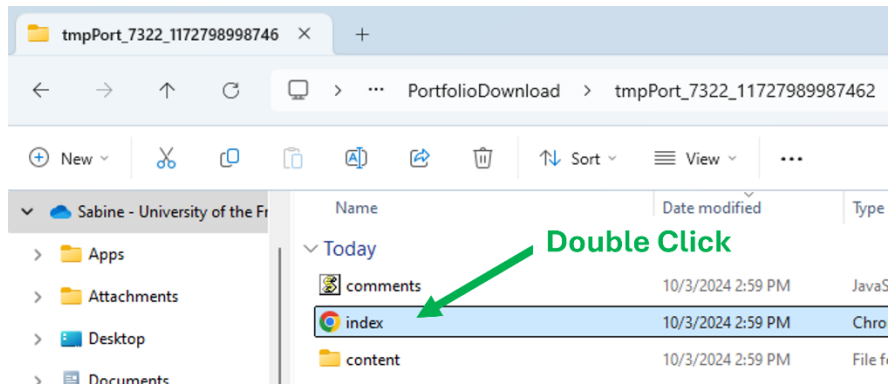 tmpPort_7322_1172798998746
PortfolioDownload > tmpPort_7322_11727989987462
New Sort View
Sabine - University of the Fr
Name Date modified Type
Today
Double Click
Apps
comments 10/3/2024 2:59 PM JavaS
Attachments
index 10/3/2024 2:59 PM Chro
Desktop
content 10/3/2024 2:59 PM File f
Documents